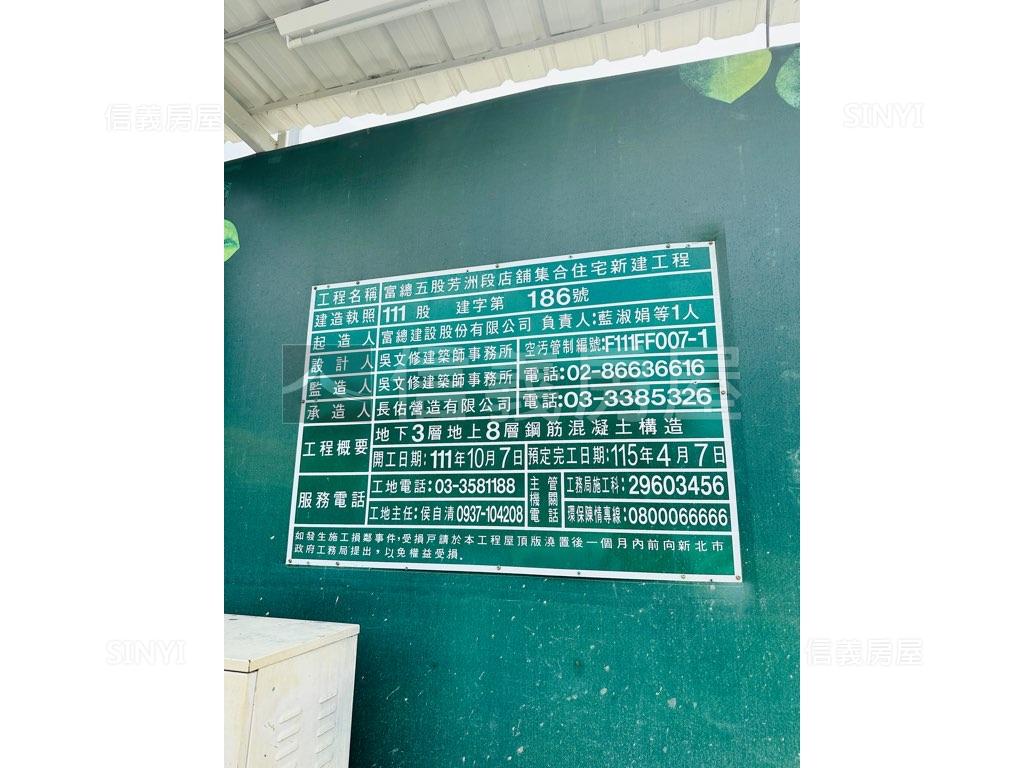 信義房屋
SINYI
工程名稱 富總五股芳洲段店舖集合住宅新建工程
建造執照 111 股 建字第 186號
起造人 富總建設股份有限公司 負責人:藍淑娟等1人
設計人 吳文修建築師事務所 空汚管制編號:F111FF007-1
監造人 吳文修建築師事務所 電話:02-86636616
承造人 長佑營造有限公司 電話:03-3385326
工程概要 地下3層地上8層鋼筋混凝土構造
開工日期:111年10月7日 預定完工日期:115年4月7日
服務電話 工地電話:03-3581188 主管機關電話 工務局施工科:29603456
工地主任:侯自清 0937-104208 環保陳情專線:0800066666
如發生施工損鄰事件,受損戶請於本工程屋頂版澆置後一個月內前向新北市
政府工務局提出,以免權益受損.
信義房屋
SINYI
信義房屋